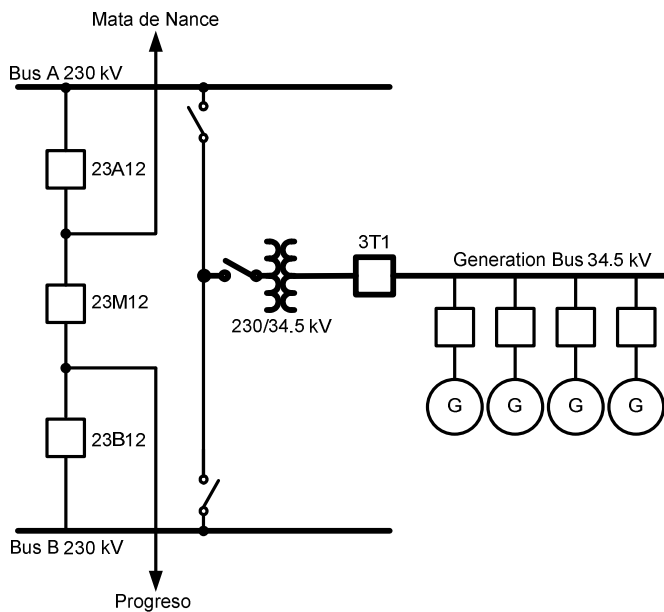 Mata de Nance
Bus A 230 kV
23A12
3T1
Generation Bus 34.5 kV
23M12
230/34.5 kV
G G G G
23B12
Bus B 230 kV
Progreso